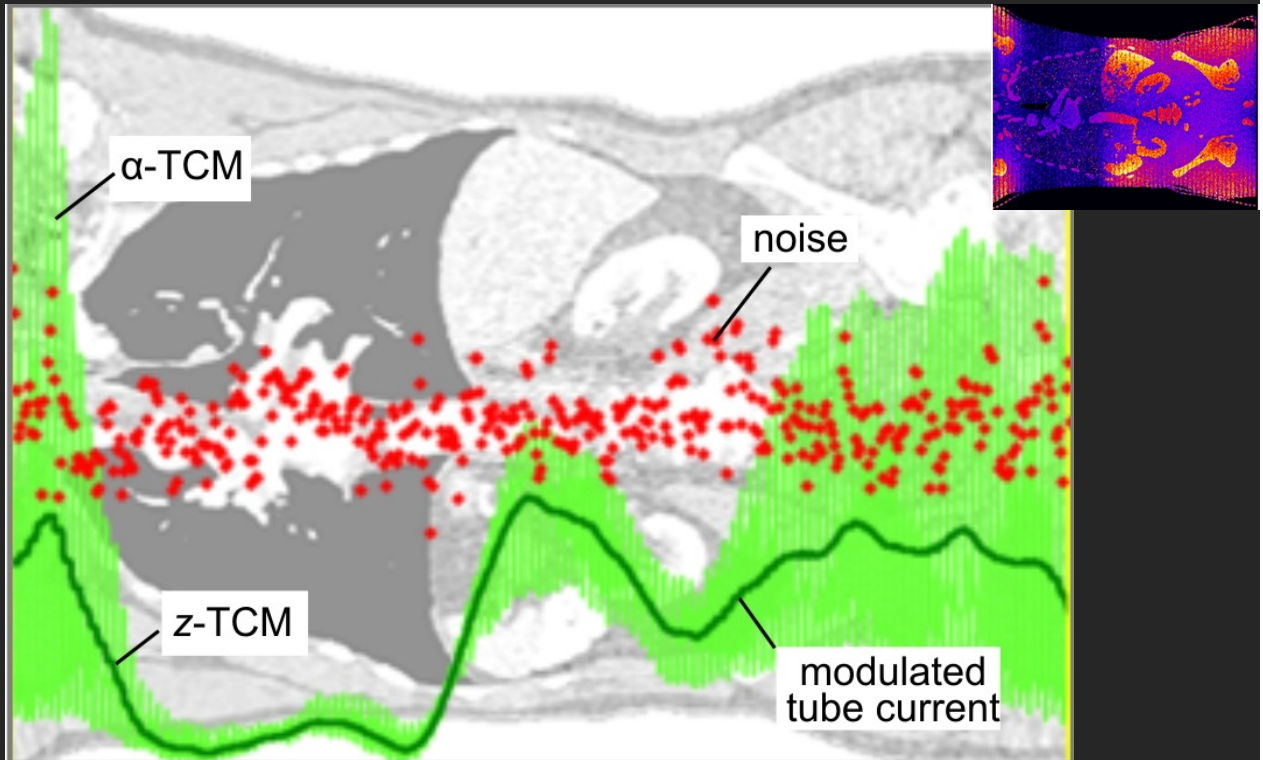 α-TCM
noise
z-TCM
modulated
tube current